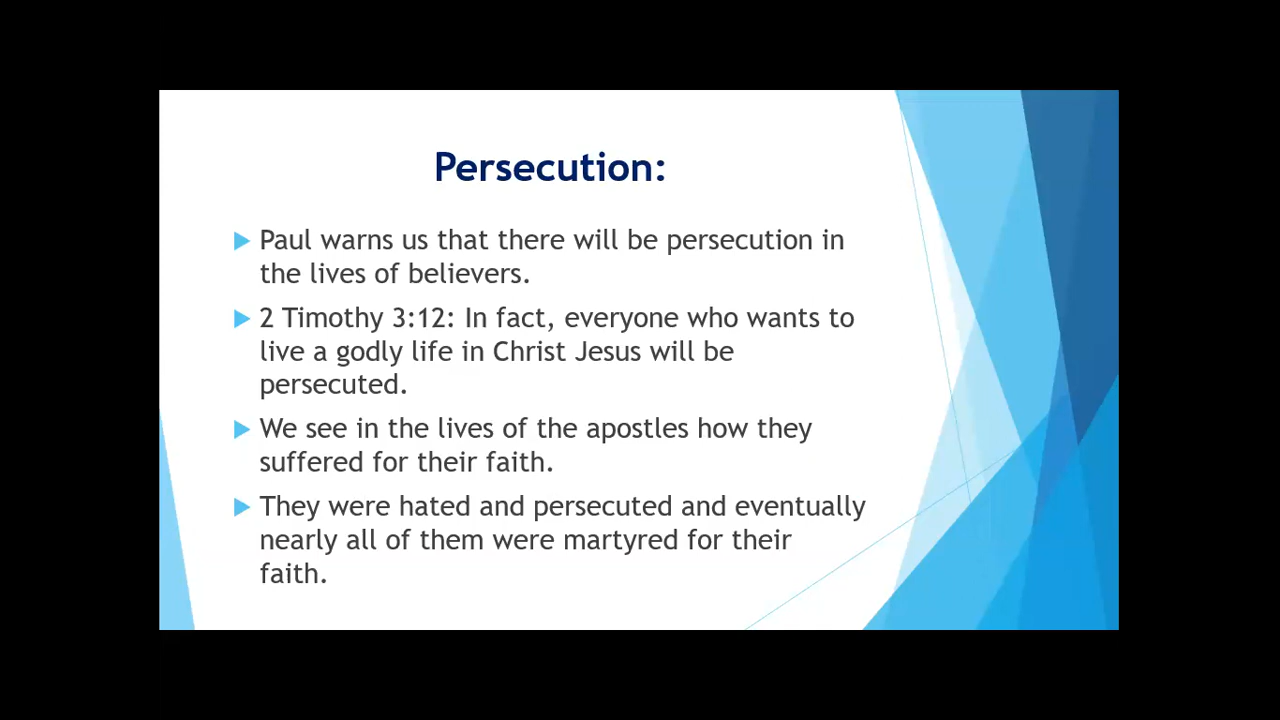 Persecution:
Paul warns us that there will be persecution in
the lives of believers.
2 Timothy 3:12: In fact, everyone who wants to
live a godly life in Christ Jesus will be
persecuted.
We see in the lives of the apostles how they
suffered for their faith.
They were hated and persecuted and eventually
nearly all of them were martyred for their
faith.